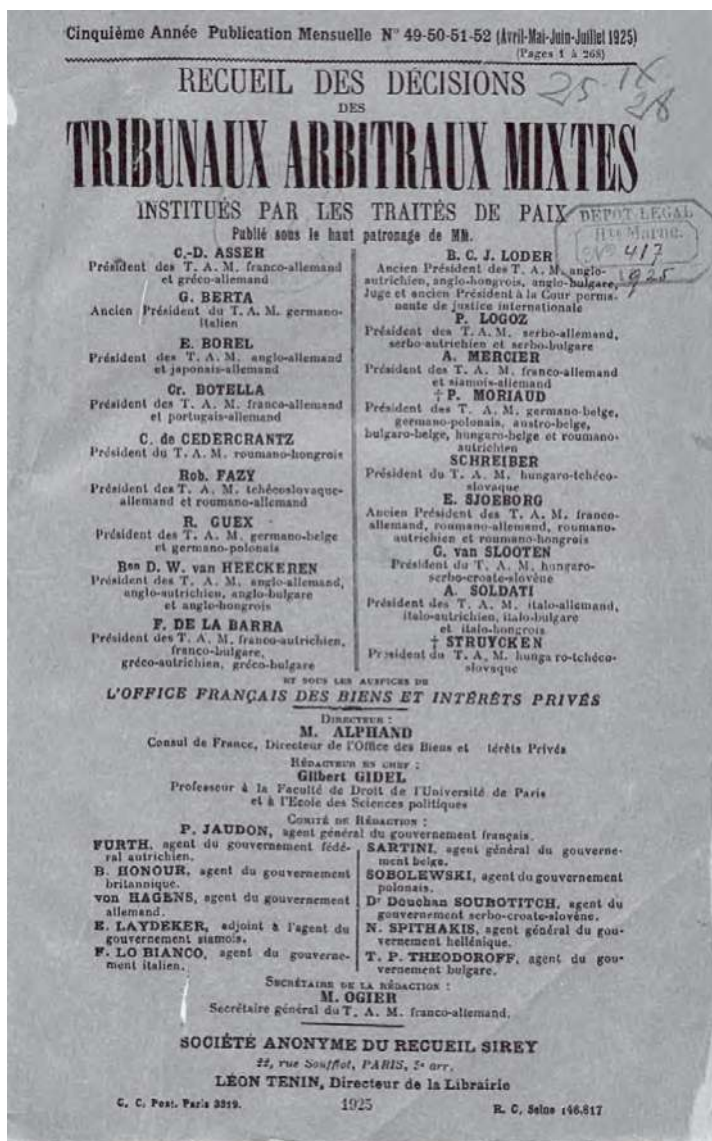 Cinquième Année Publication Mensuelle N° 49-50-51-52 (Avril-Mai-Juin-Juillet 1925)
(Pages 1 à 268)
RECUEIL DES DÉCISIONS
25-IX
28
DES
TRIBUNAUX ARBITRAUX MIXTES
INSTITUÉS PAR LES TRAITÉS DE PAIX
DEPOT LEGAL
Hte Marne.
N° 417
1925
Publié sous le haut patronage de MM.
C.-D. ASSER
Président des T. A. M. franco-allemand
et gréco-allemand
G. BERTA
Ancien Président du T. A. M. germano-
italien
E. BOREL
Président des T. A. M. anglo-allemand
et japonais-allemand
Cr. BOTELLA
Président des T. A. M. franco-allemand
et portugais-allemand
C. de CEDERCRANTZ
Président du T. A. M. roumano-hongrois
Rob. FAZY
Président des T. A. M. tchécoslovaque-
allemand et roumano-allemand
R. GUEX
Président des T. A. M. germano-belge
et germano-polonais
Bon D. W. van HEECKEREN
Président des T. A. M. anglo-allemand,
anglo-autrichien, anglo-bulgare
et anglo-hongrois
F. DE LA BARRA
Président des T. A. M. franco-autrichien,
franco-bulgare,
gréco-autrichien, gréco-bulgare
B. C. J. LODER
Ancien Président des T. A. M. anglo-
autrichien, anglo-hongrois, anglo-bulgare,
Juge et ancien Président à la Cour perma-
nente de justice internationale
P. LOGOZ
Président des T. A. M. serbo-allemand,
serbo-autrichien et serbo-bulgare
A. MERCIER
Président des T. A. M. franco-allemand
et siamois-allemand
† P. MORIAUD
Président des T. A. M. germano-belge,
germano-polonais, austro-belge,
bulgaro-belge, hungaro-belge et roumano-
autrichien
SCHREIBER
Président du T. A. M. hungaro-tchéco-
slovaque
E. SJOEBORG
Ancien Président des T. A. M. franco-
allemand, roumano-allemand, roumano-
autrichien et roumano-hongrois
G. van SLOOTEN
Président du T. A. M. hungaro-
serbo-croate-slovène
A. SOLDATI
Président des T. A. M. italo-allemand,
italo-autrichien, italo-bulgare
et italo-hongrois
† STRUYCKEN
Président du T. A. M. hunga ro-tchéco-
slovaque
ET SOUS LES AUSPICES DE
L'OFFICE FRANÇAIS DES BIENS ET INTÉRÊTS PRIVÉS
DIRECTEUR :
M. ALPHAND
Consul de France, Directeur de l'Office des Biens et térêts Privés
RÉDACTEUR EN CHEF :
Gilbert GIDEL
Professeur à la Faculté de Droit de l'Université de Paris
et à l'Ecole des Sciences politiques
COMITÉ DE RÉDACTION :
P. JAUDON, agent général du gouvernement français.
FURTH, agent du gouvernement fédé-
ral autrichien.
B. HONOUR, agent du gouvernement
britannique.
von HAGENS, agent du gouvernement
allemand.
E. LAYDEKER, adjoint à l'agent du
gouvernement siamois.
F. LO BIANCO, agent du gouverne-
ment italien.
SARTINI, agent général du gouverne-
ment belge.
SOBOLEWSKI, agent du gouvernement
polonais.
Dr Douchan SOUBOTITCH, agent du
gouvernement serbo-croate-slovène.
N. SPITHAKIS, agent général du gou-
vernement hellénique.
T. P. THEODOROFF, agent du gou-
vernement bulgare.
SECRÉTAIRE DE LA RÉDACTION :
M. OGIER
Secrétaire général du T. A. M. franco-allemand.
SOCIÉTÉ ANONYME DU RECUEIL SIREY
22, rue Soufflot, PARIS, 5e arr.
LÉON TENIN, Directeur de la Librairie
C. C. Post. Paris 3319.
1925
R. C. Seine 146.817